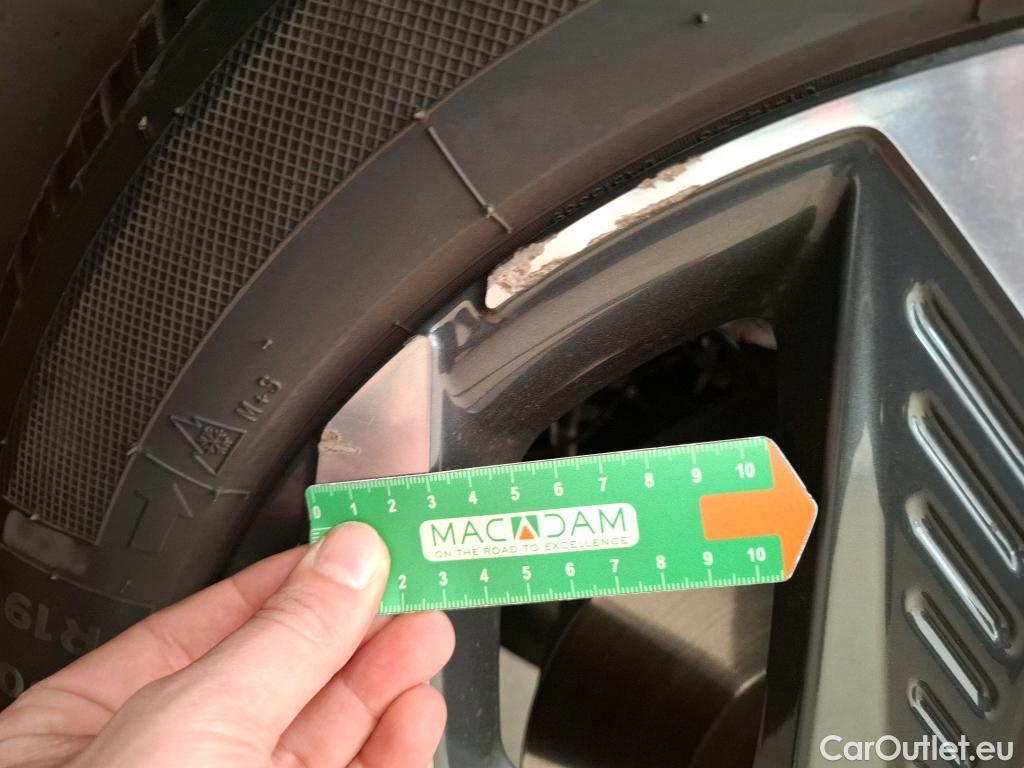 M+S
0 1 2 3 4 5 6 7 8 9 10
MACADAM
ON THE ROAD TO EXCELLENCE
2 3 4 5 6 7 8 9 10
R19
CarOutlet.eu